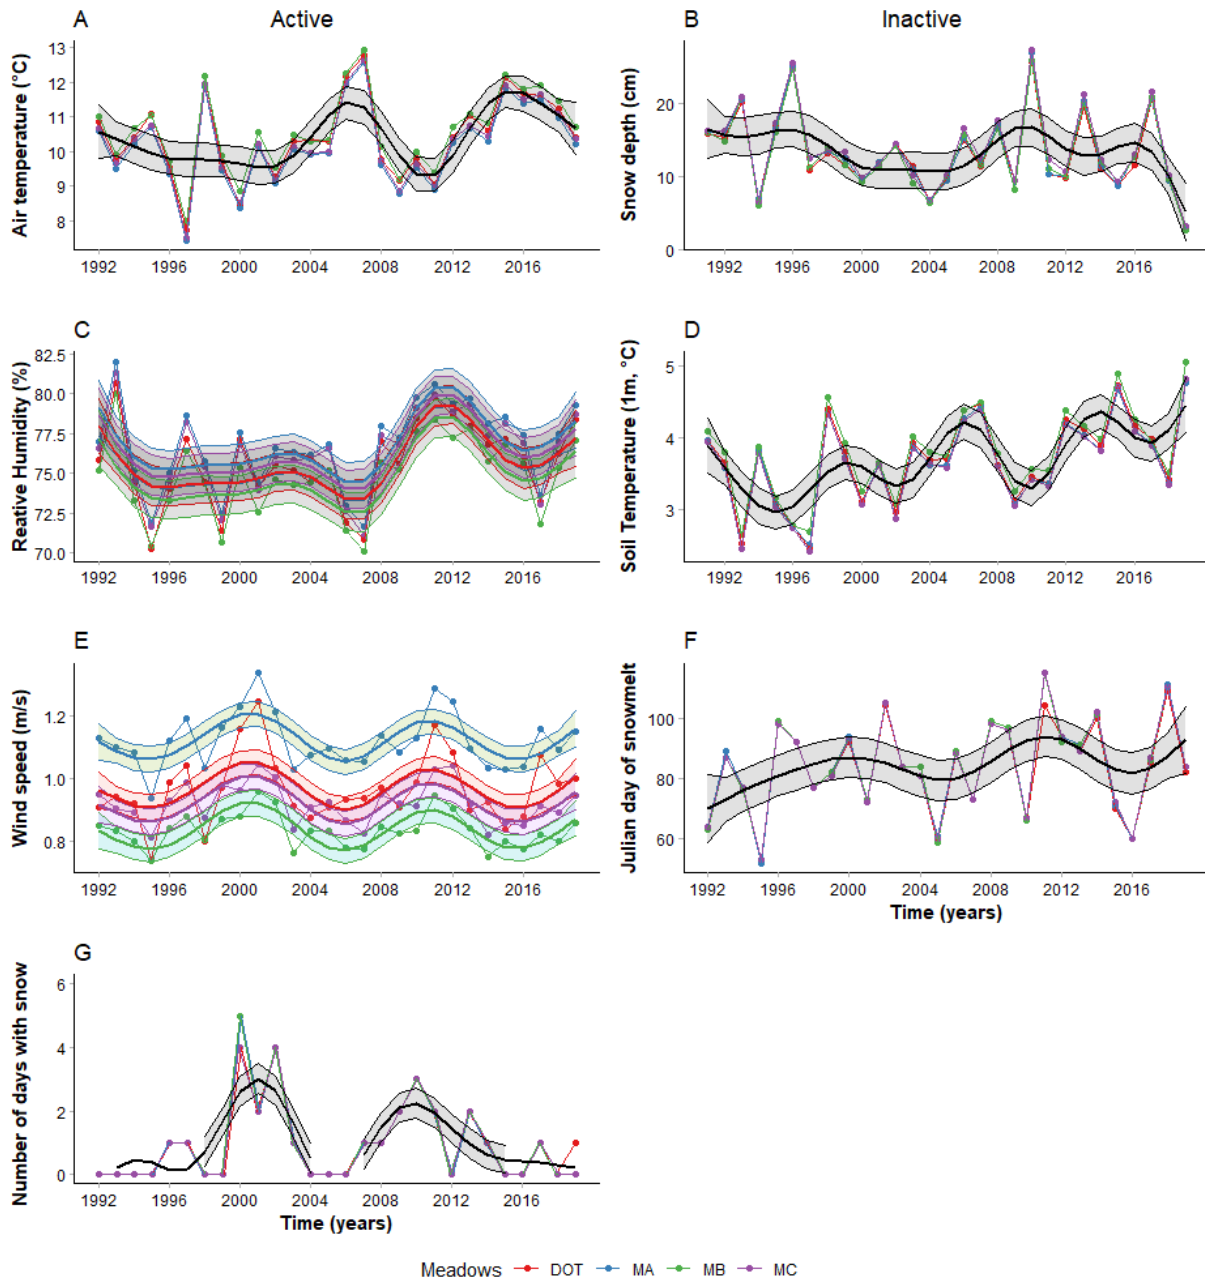 A Active
B Inactive
Air temperature (°C)
13
12
11
10
9
8
1992 1996 2000 2004 2008 2012 2016
Snow depth (cm)
20
10
0
1992 1996 2000 2004 2008 2012 2016
C
Reative Humidity (%)
82.5
80.0
77.5
75.0
72.5
70.0
1992 1996 2000 2004 2008 2012 2016
D
Soil Temperature (1m, °C)
5
4
3
1992 1996 2000 2004 2008 2012 2016
E
Wind speed (m/s)
1.2
1.0
0.8
1992 1996 2000 2004 2008 2012 2016
F
Julian day of snowmelt
100
80
60
1992 1996 2000 2004 2008 2012 2016
Time (years)
G
Number of days with snow
6
4
2
0
1992 1996 2000 2004 2008 2012 2016
Time (years)
Meadows DOT MA MB MC